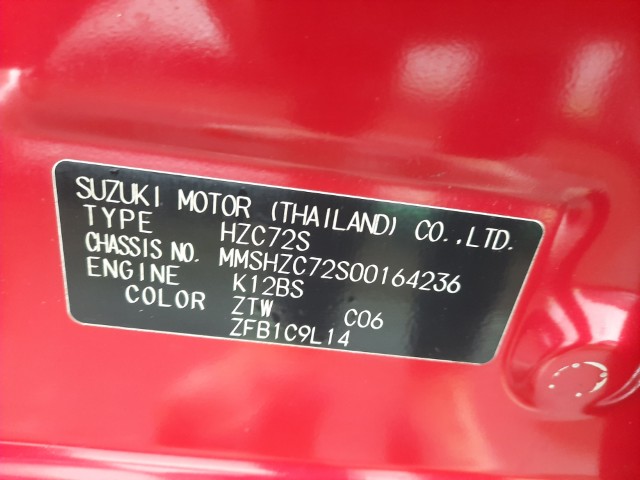 SUZUKI MOTOR (THAILAND) CO.,LTD.
TYPE HZC72S
CHASSIS NO. MMSHZC72S00164236
ENGINE K12BS
COLOR ZTW C06
ZFB1C9L14